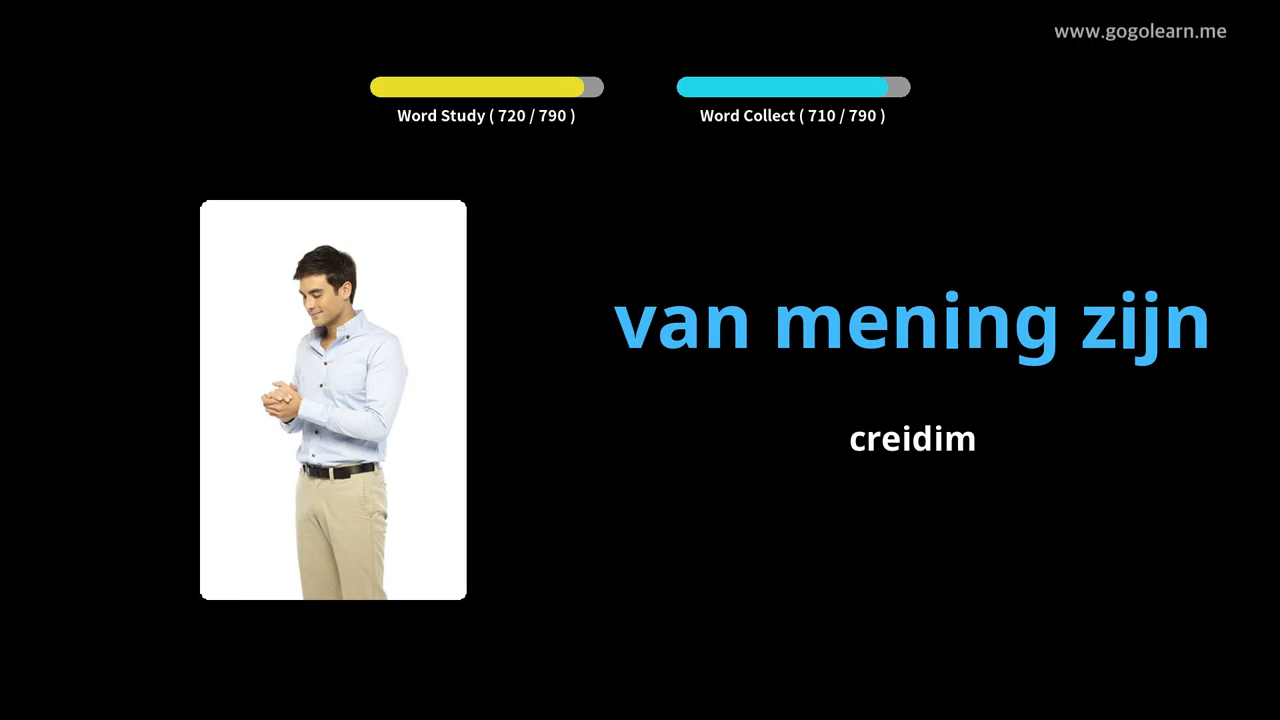 www.gogolearn.me
Word Study ( 720 / 790 )
Word Collect ( 710 / 790 )
van mening zijn
creidim